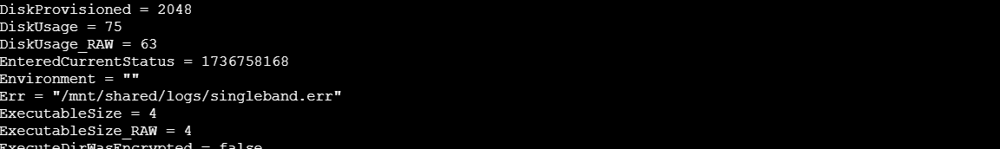 DiskProvisioned = 2048
DiskUsage = 75
DiskUsage_RAW = 63
EnteredCurrentStatus = 1736758168
Environment = ""
Err = "/mnt/shared/logs/singleband.err"
ExecutableSize = 4
ExecutableSize_RAW = 4
ExecuteDirWasEncrypted = false